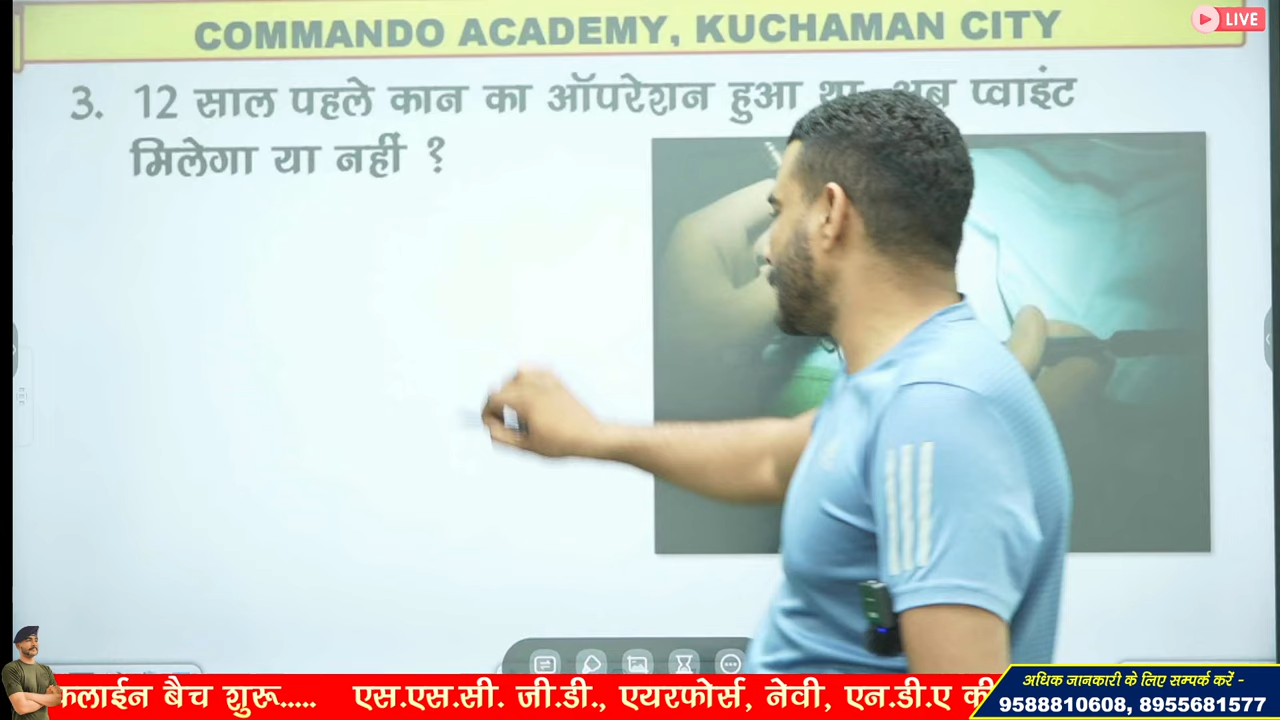 COMMANDO ACADEMY, KUCHAMAN CITY
LIVE
3. 12 साल पहले कान का ऑपरेशन हुआ था अब प्वाइंट
मिलेगा या नहीं ?
फलाईन बैच शुरू..... एस.एस.सी. जी.डी., एयरफोर्स, नेवी, एन.डी.ए की
अधिक जानकारी के लिए सम्पर्क करें -
9588810608, 8955681577